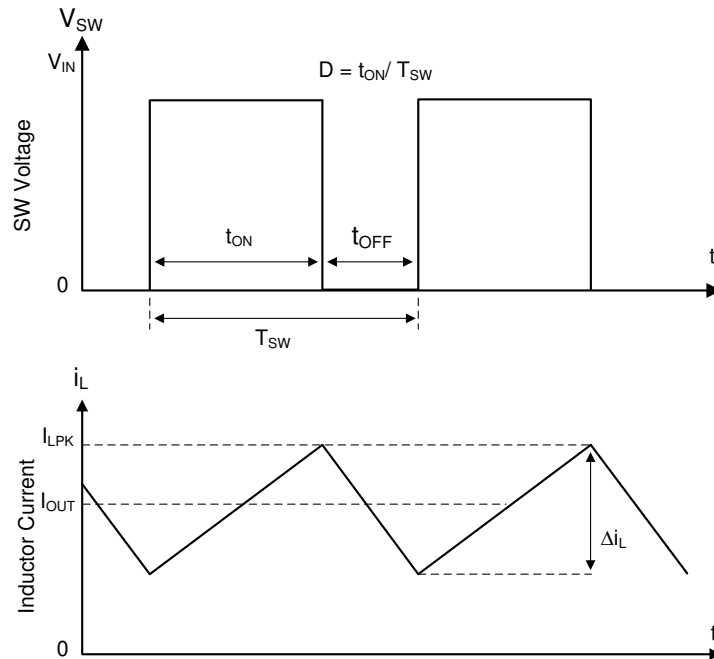 V_SW
V_IN
D = t_ON/ T_SW
SW Voltage
t_ON
t_OFF
t
0
T_SW
i_L
I_LPK
I_OUT
Inductor Current
Δi_L
0
t